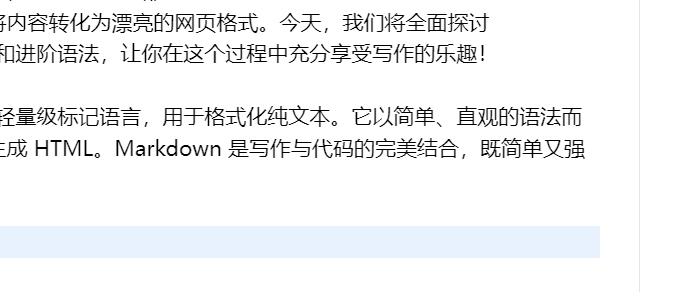 将内容转化为漂亮的网页格式。今天，我们将全面探讨
和进阶语法，让你在这个过程中充分享受写作的乐趣！
轻量级标记语言，用于格式化纯文本。它以简单、直观的语法而
生成 HTML。Markdown 是写作与代码的完美结合，既简单又强